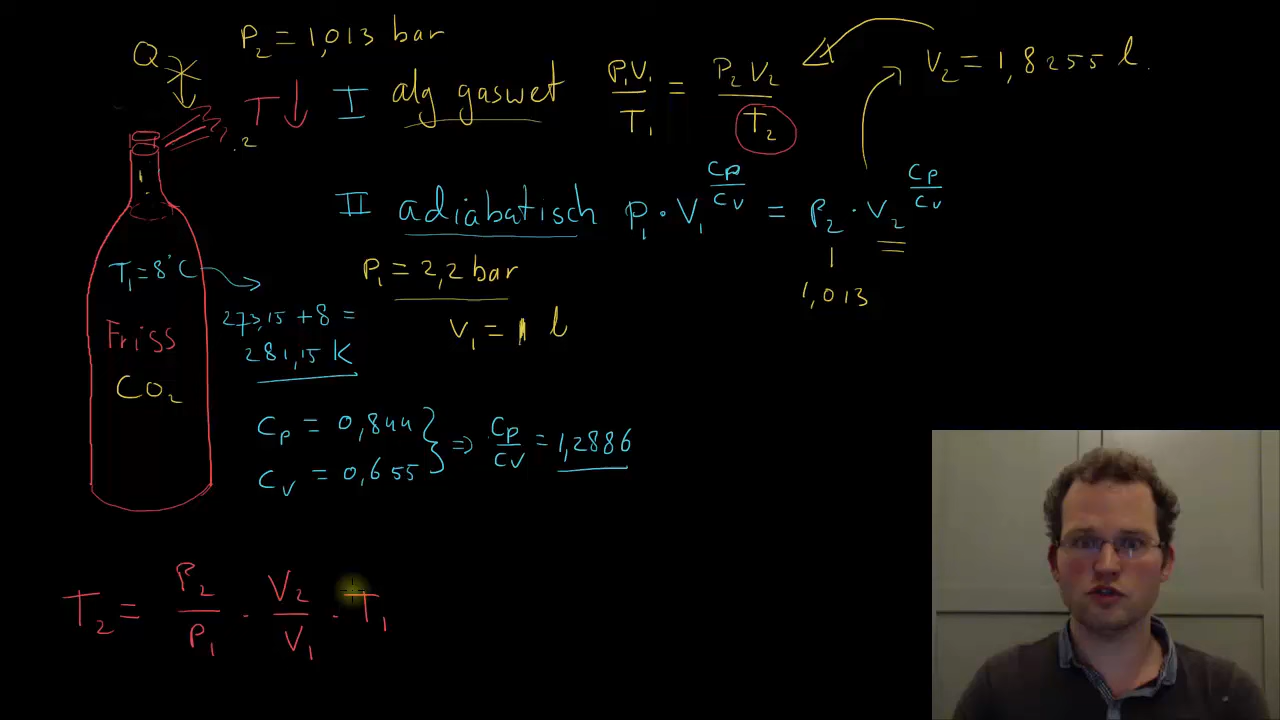 P₂ = 1,013 bar
Q
T₂ ↓
I alg gaswet P₁V₁/T₁ = P₂V₂/T₂
V₂ = 1,8255 l.
II adiabatisch P₁ · V₁^(Cp/Cv) = P₂ · V₂^(Cp/Cv)
1,013
T₁ = 8°C
P₁ = 2,2 bar
V₁ = 1 l
273,15 + 8 =
281,15 K
Friss
CO₂
Cp = 0,844
Cv = 0,655
⇒ Cp/Cv = 1,2886
T₂ = P₂/P₁ · V₂/V₁ · T₁